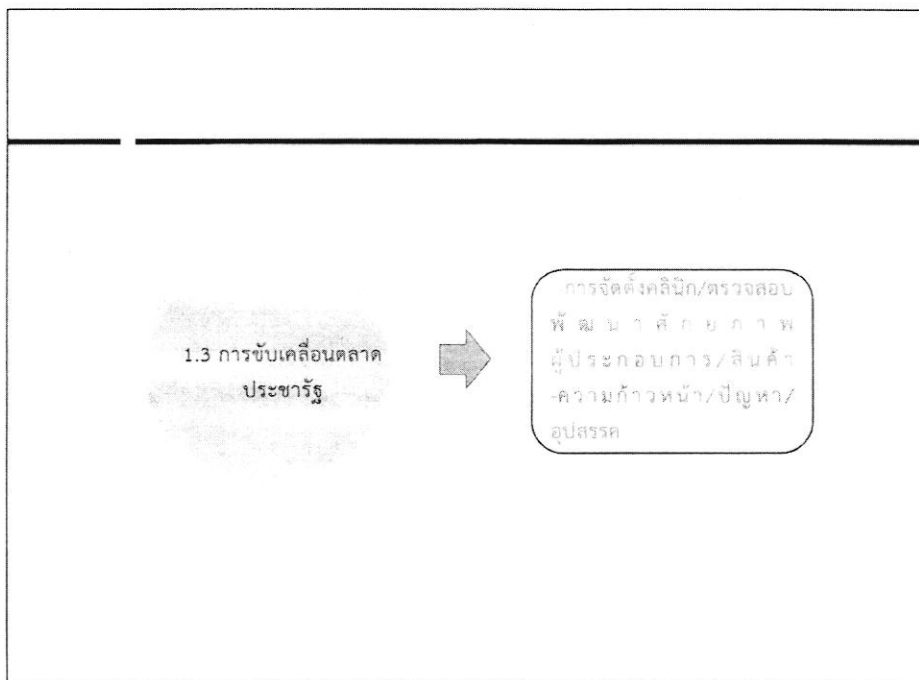 1.3 การขับเคลื่อนตลาด
ประชารัฐ
-การจัดตั้งคลินิก/ตรวจสอบ
พัฒนาศักยภาพ
ผู้ประกอบการ/สินค้า
-ความก้าวหน้า/ปัญหา/
อุปสรรค